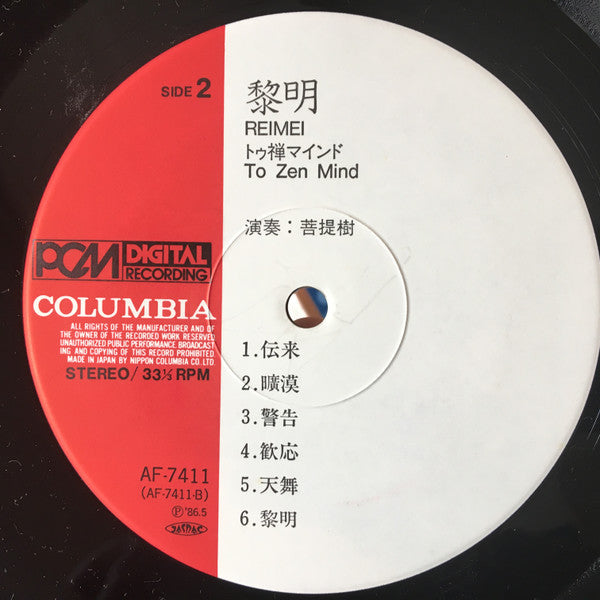 SIDE 2
黎明
REIMEI
トゥ禅マインド
To Zen Mind
演奏：菩提樹
PCM DIGITAL
RECORDING
COLUMBIA
ALL RIGHTS OF THE MANUFACTURER AND OF
THE OWNER OF THE RECORDED WORK RESERVED
UNAUTHORIZED PUBLIC PERFORMANCE BROADCAST
ING AND COPYING OF THIS RECORD PROHIBITED
MADE IN JAPAN BY NIPPON COLUMBIA CO. LTD.
STEREO/33⅓RPM
1.伝来
2.曠漠
3.警告
4.歓応
5.天舞
6.黎明
AF-7411
(AF-7411-B)
Ⓟ'86.5